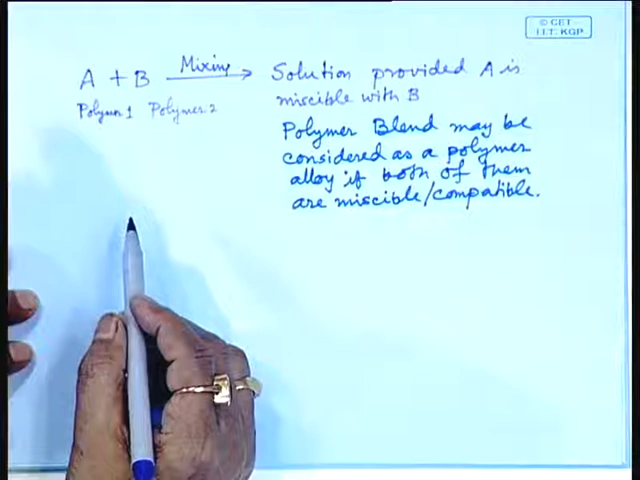 © CET
I.I.T. KGP
A + B Mixing → Solution provided A is
Polymer 1 Polymer 2 miscible with B
Polymer Blend may be
considered as a polymer
alloy if both of them
are miscible/compatible.